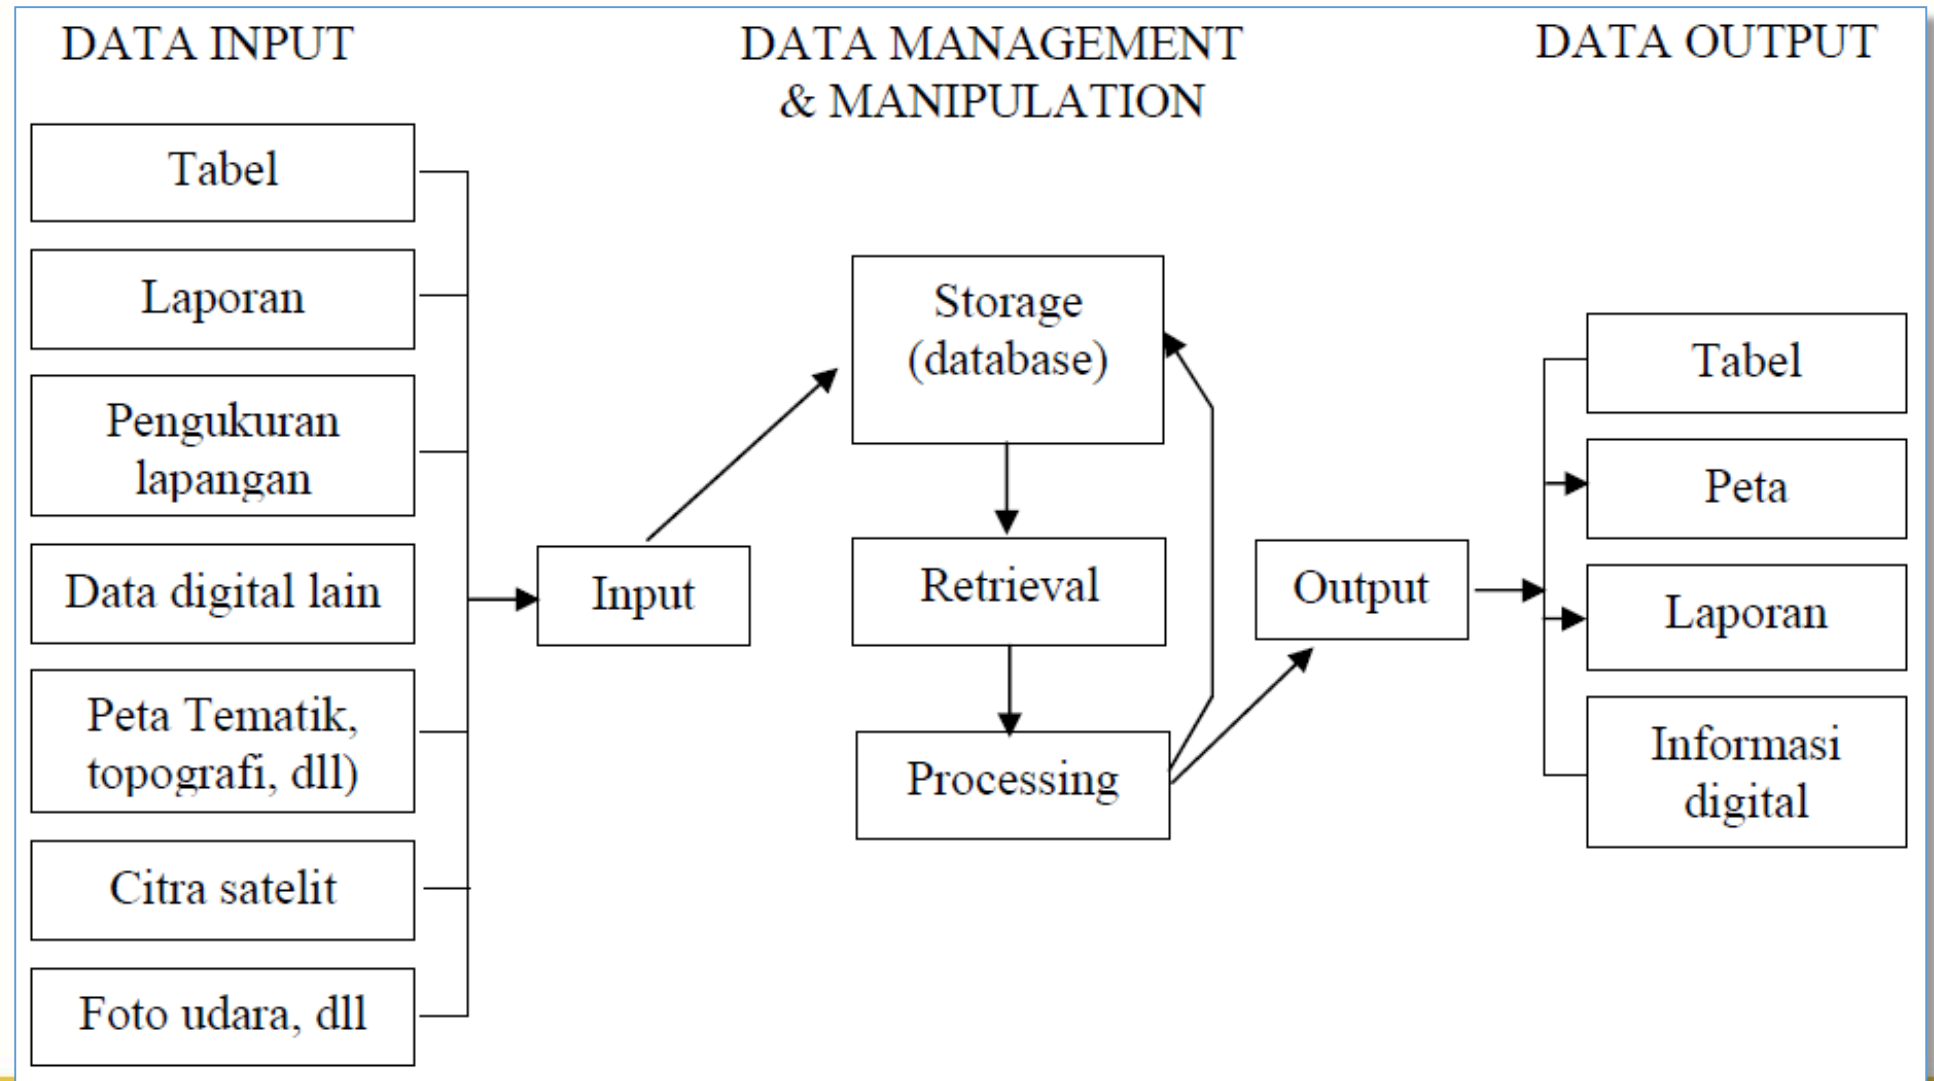 DATA INPUT
DATA MANAGEMENT
& MANIPULATION
DATA OUTPUT
Tabel
Laporan
Pengukuran
lapangan
Data digital lain
Peta Tematik,
topografi, dll)
Citra satelit
Foto udara, dll
Input
Storage
(database)
Retrieval
Processing
Output
Tabel
Peta
Laporan
Informasi
digital